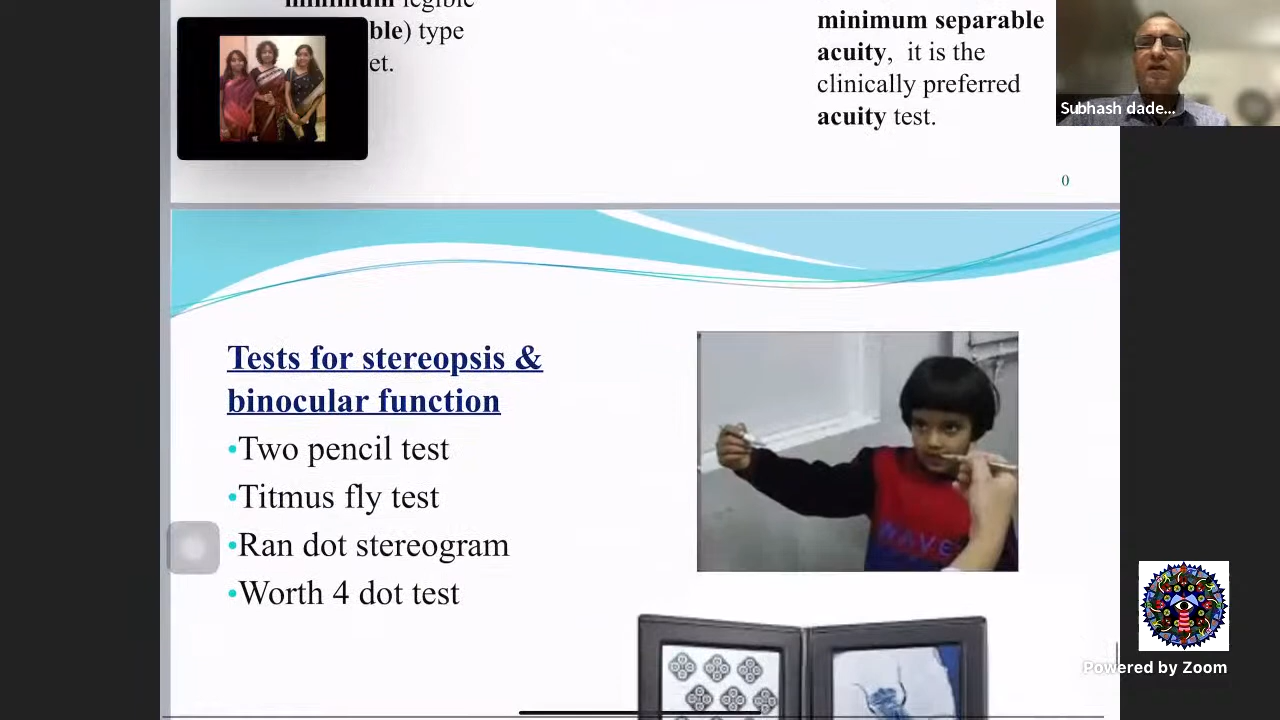 legible
ble) type
et.
minimum separable
acuity, it is the
clinically preferred
acuity test.
Subhash dade...
0
Tests for stereopsis &
binocular function
•Two pencil test
•Titmus fly test
•Ran dot stereogram
•Worth 4 dot test
WAVE
Powered by Zoom